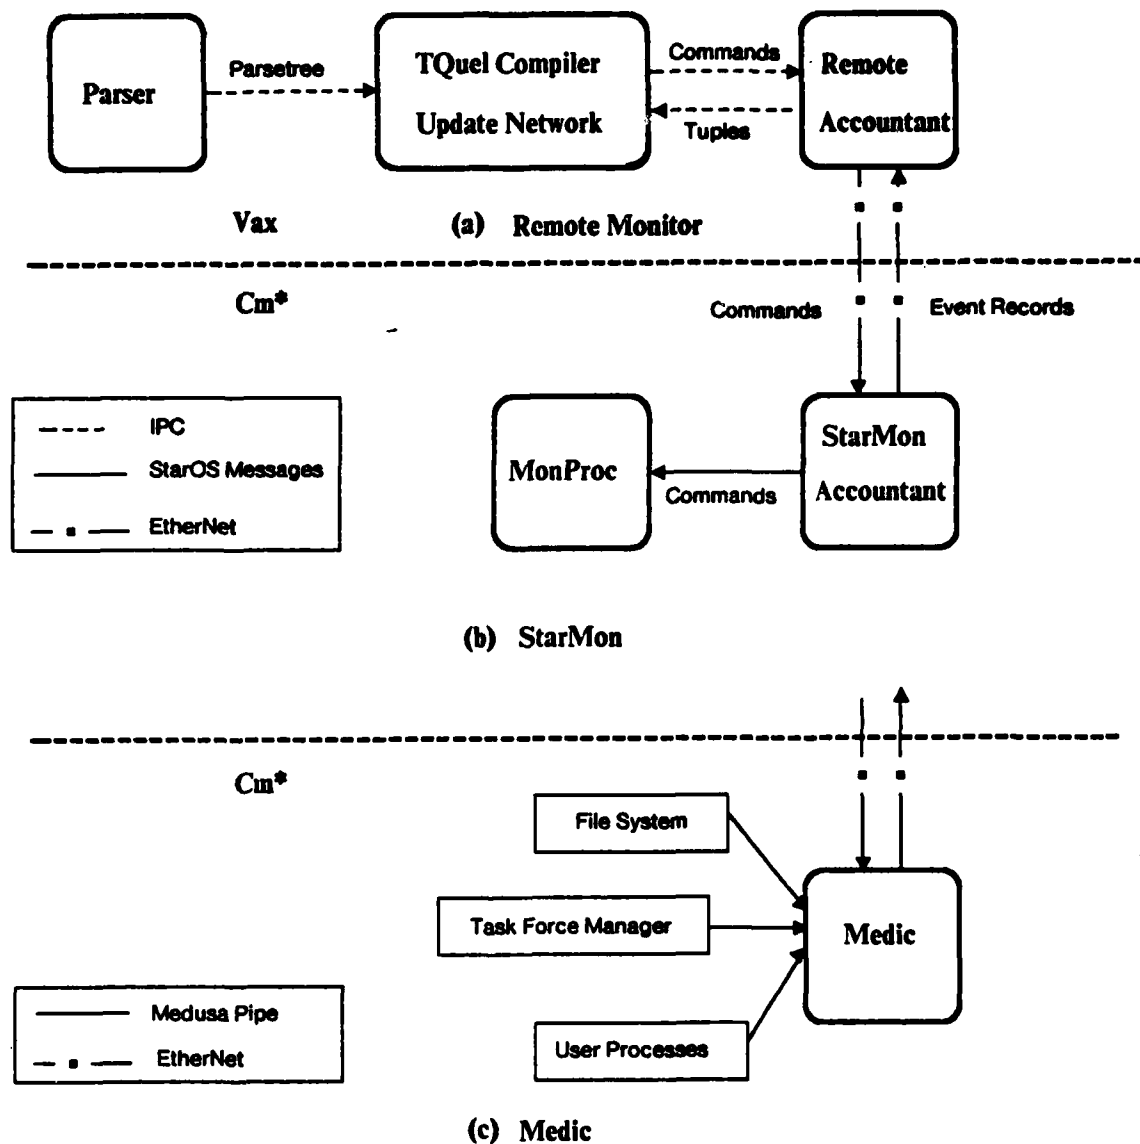 Parser
Parsetree
TQuel Compiler
Update Network
Commands
Tuples
Remote
Accountant
Vax
(a) Remote Monitor
Cm*
Commands
Event Records
IPC
StarOS Messages
EtherNet
MonProc
Commands
StarMon
Accountant
(b) StarMon
Cm*
File System
Task Force Manager
User Processes
Medic
Medusa Pipe
EtherNet
(c) Medic